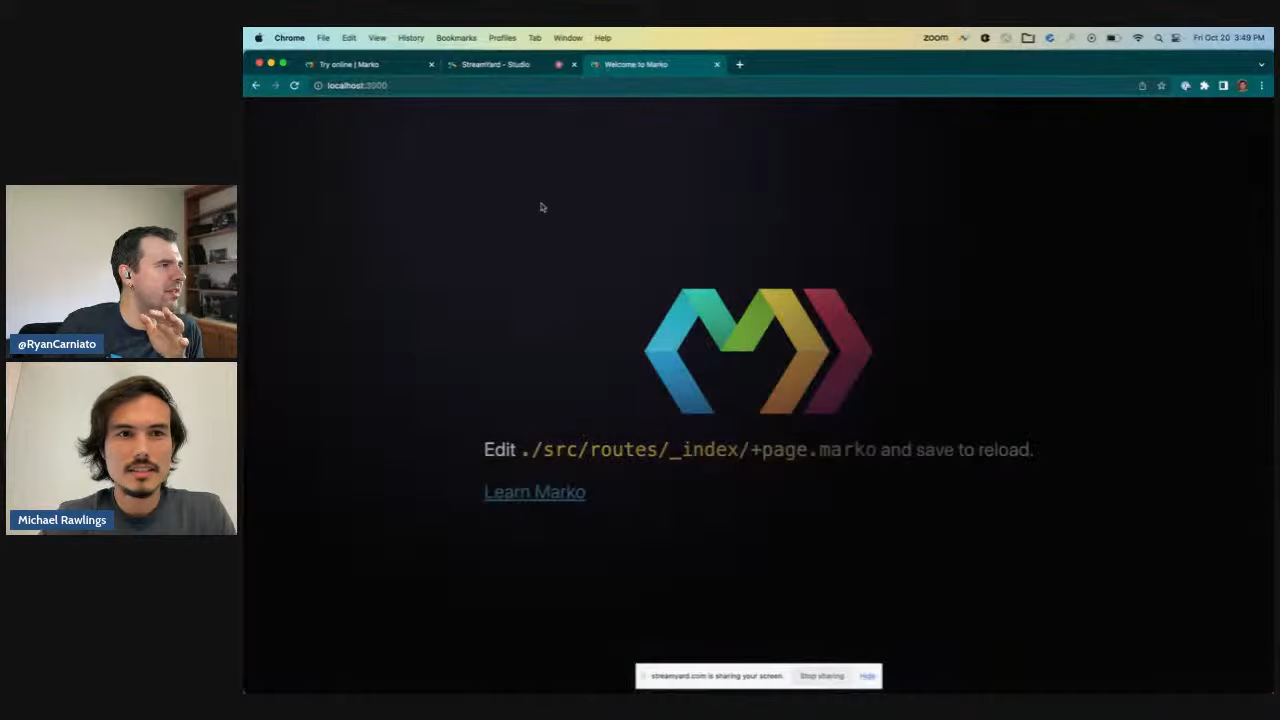 Chrome File Edit View History Bookmarks Profiles Tab Window Help zoom Fri Oct 20 3:49 PM
Try online | Marko StreamYard - Studio Welcome to Marko
localhost:3000
@RyanCarniato
Michael Rawlings
Edit ./src/routes/_index/+page.marko and save to reload.
Learn Marko
streamyard.com is sharing your screen. Stop sharing Hide